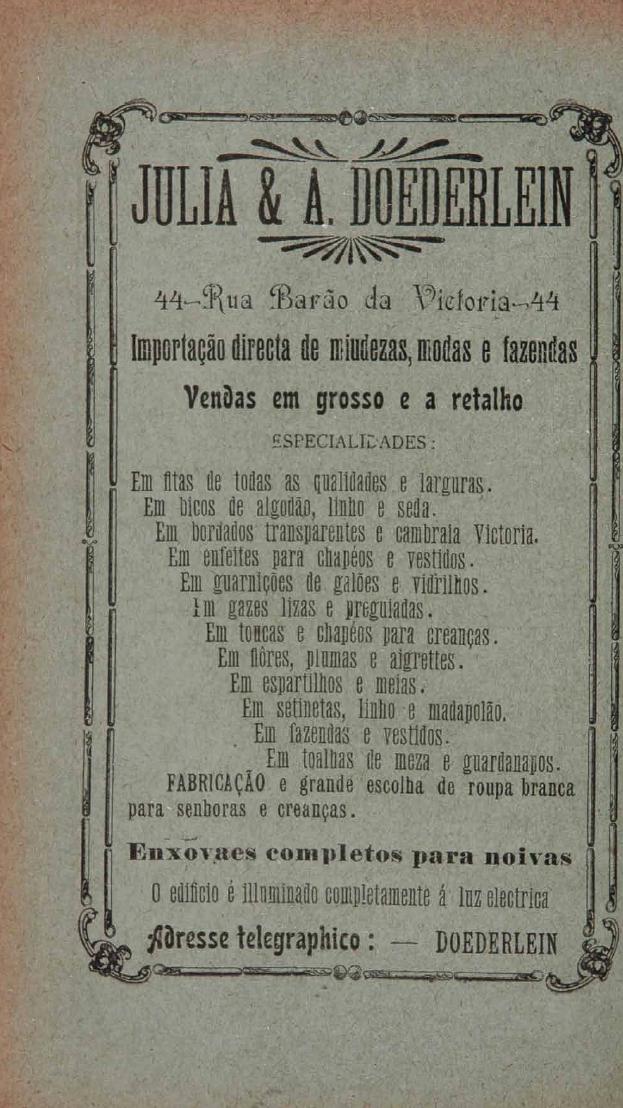 JULIA & A. DOEDERLEIN
44—Rua Barão da Victoria—44
Importação directa de miudezas, modas e fazendas
Vendas em grosso e a retalho
ESPECIALIDADES:
Em fitas de todas as qualidades e larguras.
Em bicos de algodão, linho e seda.
Em bordados transparentes e cambraia Victoria.
Em enfeites para chapéos e vestidos.
Em guarnições de galões e vidrilhos.
Em gazes lizas e preguiadas.
Em toucas e chapéos para creanças.
Em flôres, plumas e aigrettes.
Em espartilhos e meias.
Em setinetas, linho e madapolão.
Em fazendas e vestidos.
Em toalhas de meza e guardanapos.
FABRICAÇÃO e grande escolha de roupa branca
para senhoras e creanças.
Enxovaes completos para noivas
O edificio é illuminado completamente á luz electrica
Adresse telegraphico: — DOEDERLEIN